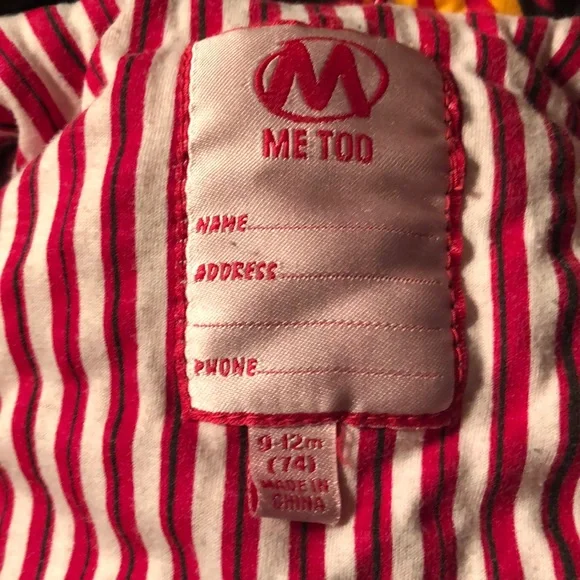 M
ME TOO
NAME
ADDRESS
PHONE
9-12m
(74)
MADE IN
CHINA